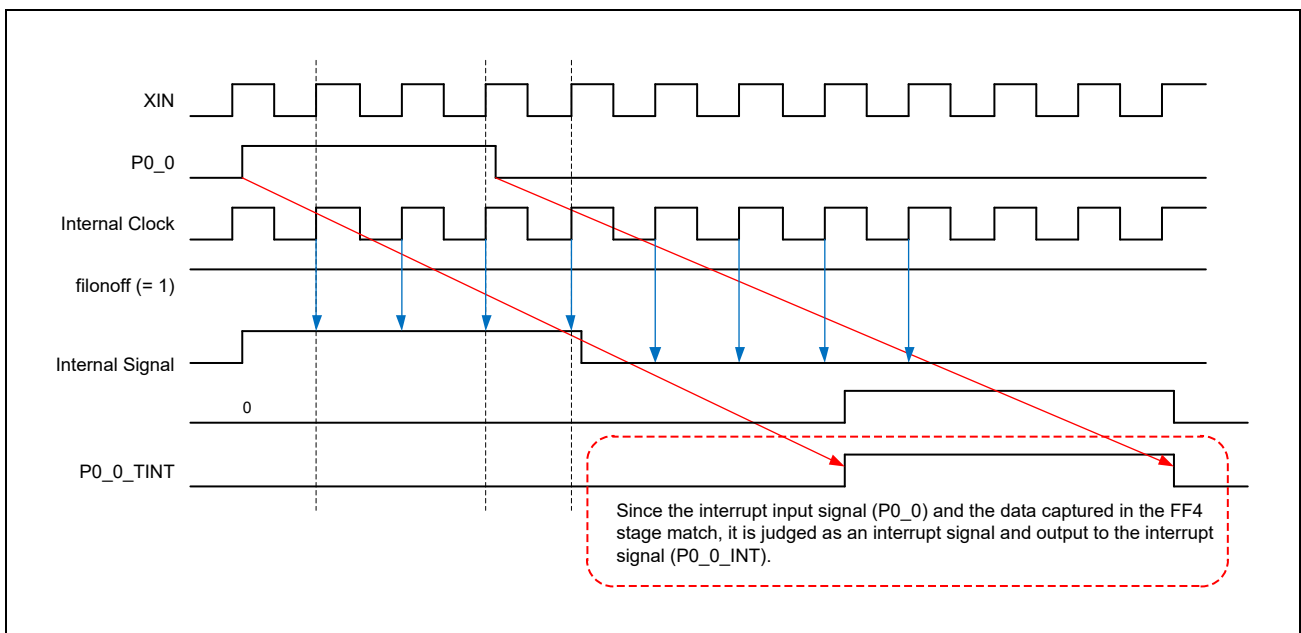 XIN
P0_0
Internal Clock
filonoff (= 1)
Internal Signal
0
P0_0_TINT
Since the interrupt input signal (P0_0) and the data captured in the FF4
stage match, it is judged as an interrupt signal and output to the interrupt
signal (P0_0_INT).